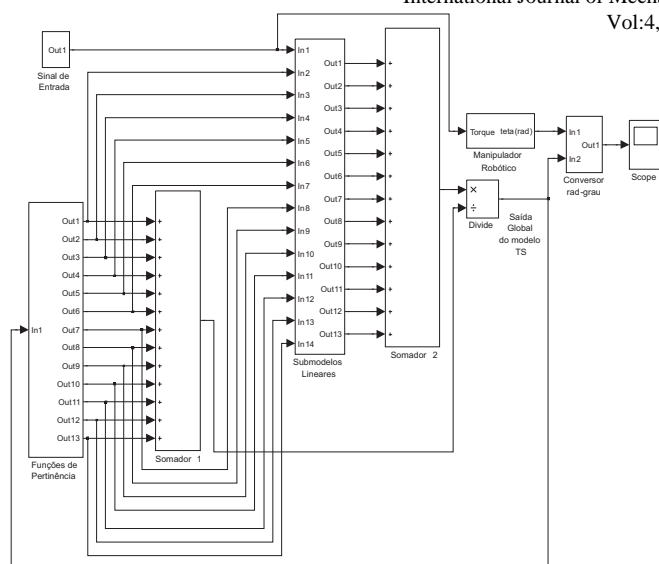 International Journal of Mecha
Vol:4,
Out1
Sinal de
Entrada
In1
In2
In3
In4
In5
In6
In7
In8
In9
In10
In11
In12
In13
In14
Out1
Out2
Out3
Out4
Out5
Out6
Out7
Out8
Out9
Out10
Out11
Out12
Out13
Submodelos
Lineares
+
+
+
+
+
+
+
+
+
+
+
+
+
Somador 2
Torque
teta(rad)
Manipulador
Robótico
×
÷
Divide
Saída
Global
do modelo
TS
In1
In2
Out1
Conversor
rad-grau
Scope
In1
Out1
Out2
Out3
Out4
Out5
Out6
Out7
Out8
Out9
Out10
Out11
Out12
Out13
Funções de
Pertinência
+
+
+
+
+
+
+
+
+
+
+
+
+
Somador 1